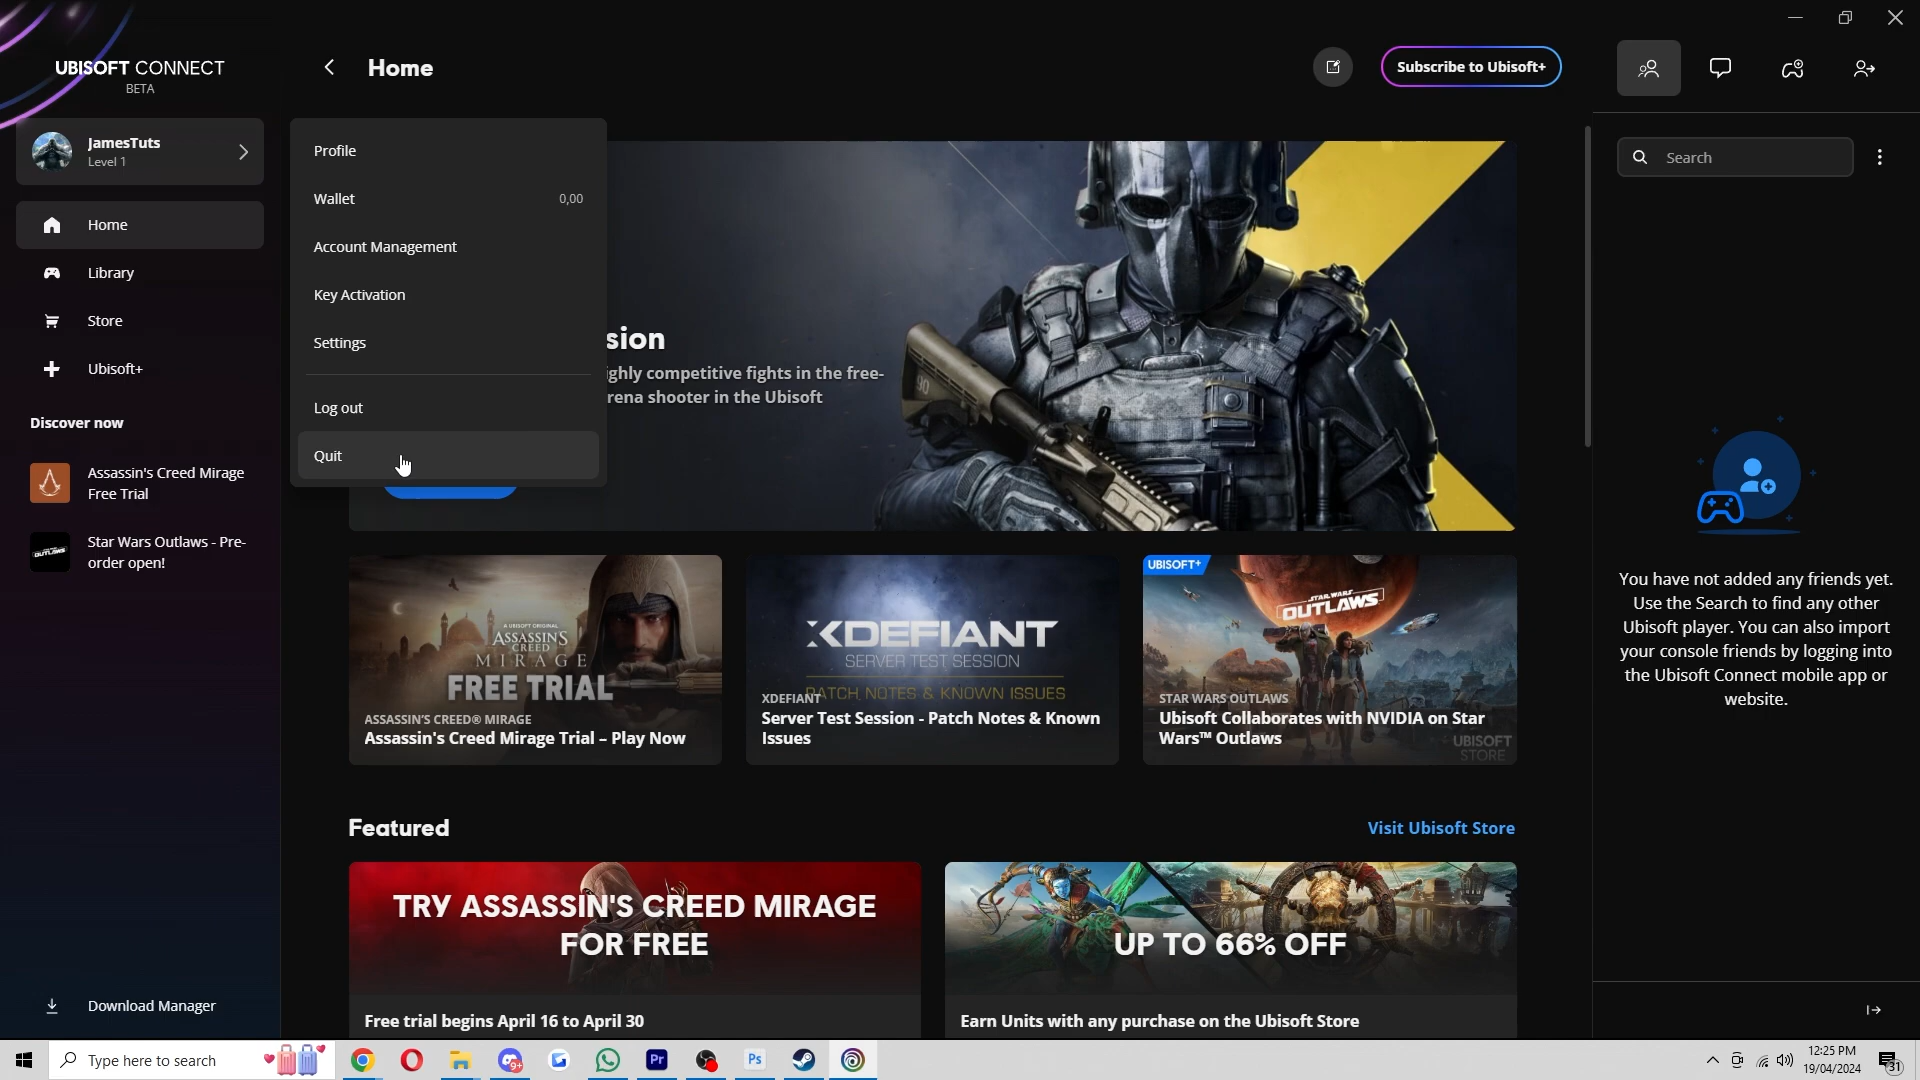 UBISOFT CONNECT
BETA
Home
Subscribe to Ubisoft+
JamesTuts
Level 1
Home
Library
Store
Ubisoft+
Discover now
Assassin's Creed Mirage
Free Trial
Star Wars Outlaws - Pre-
order open!
Download Manager
Profile
Wallet 0,00
Account Management
Key Activation
Settings
Log out
Quit
sion
ighly competitive fights in the free-
rena shooter in the Ubisoft
90
A UBISOFT ORIGINAL
ASSASSIN'S
CREED
MIRAGE
FREE TRIAL
ASSASSIN'S CREED® MIRAGE
Assassin's Creed Mirage Trial – Play Now
XDEFIANT
SERVER TEST SESSION
PATCH NOTES & KNOWN ISSUES
XDEFIANT
Server Test Session - Patch Notes & Known
Issues
UBISOFT+
STAR WARS
OUTLAWS
STAR WARS OUTLAWS
Ubisoft Collaborates with NVIDIA on Star
Wars™ Outlaws
UBISOFT
STORE
Featured
Visit Ubisoft Store
TRY ASSASSIN'S CREED MIRAGE
FOR FREE
Free trial begins April 16 to April 30
UP TO 66% OFF
Earn Units with any purchase on the Ubisoft Store
Search
You have not added any friends yet.
Use the Search to find any other
Ubisoft player. You can also import
your console friends by logging into
the Ubisoft Connect mobile app or
website.
Type here to search
9+
Pr
Ps
12:25 PM
19/04/2024
31